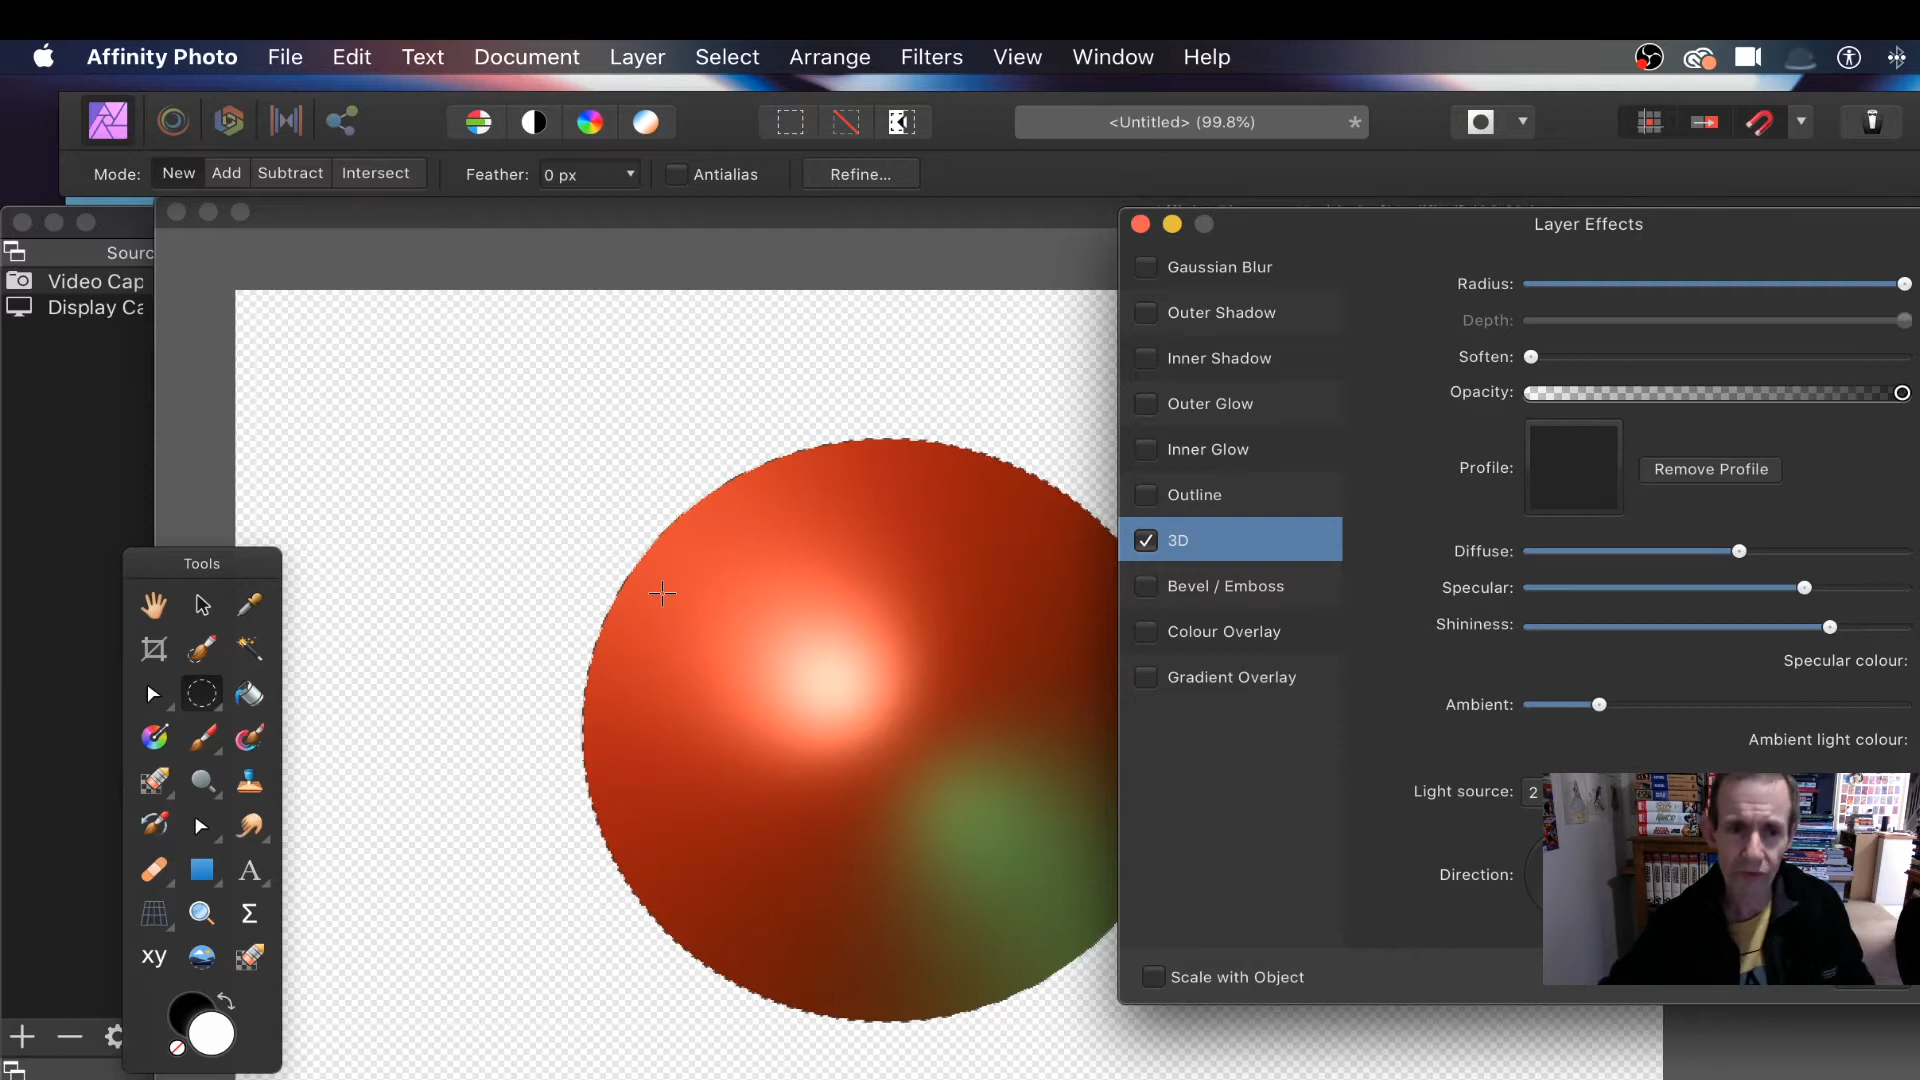 Affinity Photo File Edit Text Document Layer Select Arrange Filters View Window Help
<Untitled> (99.8%) *
Mode: New Add Subtract Intersect Feather: 0 px Antialias Refine...
Layer Effects
Sourc
Video Cap
Display Ca
Gaussian Blur
Outer Shadow
Inner Shadow
Outer Glow
Inner Glow
Outline
3D
Bevel / Emboss
Colour Overlay
Gradient Overlay
Scale with Object
Radius:
Depth:
Soften:
Opacity:
Profile: Remove Profile
Diffuse:
Specular:
Shininess:
Specular colour:
Ambient:
Ambient light colour:
Light source: 2
Direction:
Tools
A
Σ
xy